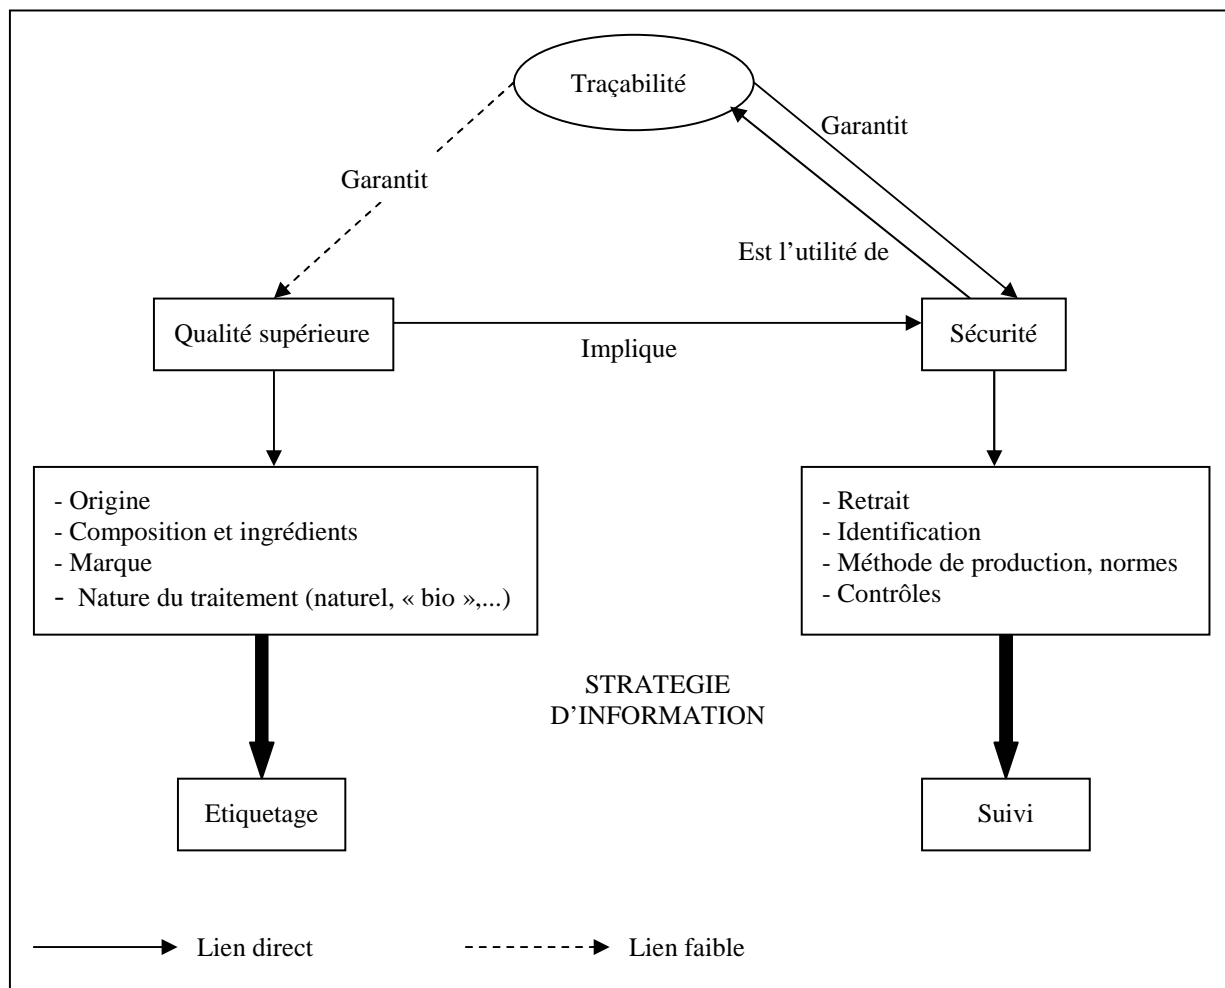 Traçabilité
Garantit
Garantit
Est l’utilité de
Qualité supérieure
Implique
Sécurité
- Origine
- Composition et ingrédients
- Marque
- Nature du traitement (naturel, « bio »,...)
- Retrait
- Identification
- Méthode de production, normes
- Contrôles
STRATEGIE
D’INFORMATION
Etiquetage
Suivi
Lien direct
Lien faible